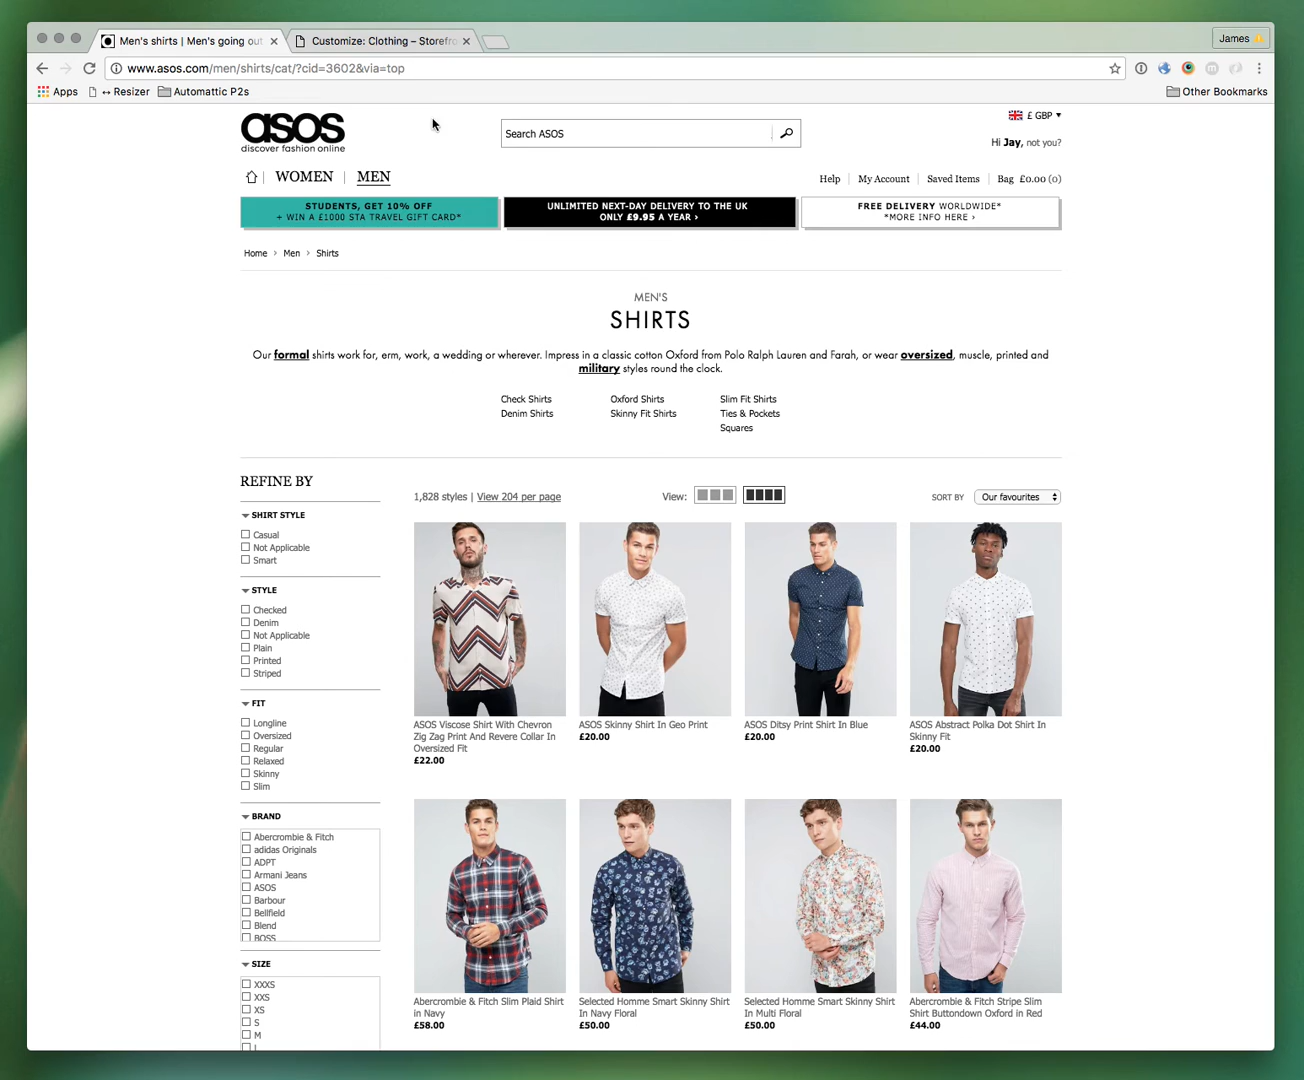 Men's shirts | Men's going out
Customize: Clothing – Storefro
James
www.asos.com/men/shirts/cat/?cid=3602&via=top
Apps
↔ Resizer
Automattic P2s
Other Bookmarks
asos
discover fashion online
Search ASOS
£ GBP
Hi Jay, not you?
WOMEN
MEN
Help
My Account
Saved Items
Bag £0.00 (0)
STUDENTS, GET 10% OFF
+ WIN A £1000 STA TRAVEL GIFT CARD*
UNLIMITED NEXT-DAY DELIVERY TO THE UK
ONLY £9.95 A YEAR ›
FREE DELIVERY WORLDWIDE*
*MORE INFO HERE ›
Home › Men › Shirts
MEN'S
SHIRTS
Our formal shirts work for, erm, work, a wedding or wherever. Impress in a classic cotton Oxford from Polo Ralph Lauren and Farah, or wear oversized, muscle, printed and
military styles round the clock.
Check Shirts
Denim Shirts
Oxford Shirts
Skinny Fit Shirts
Slim Fit Shirts
Ties & Pockets
Squares
REFINE BY
SHIRT STYLE
Casual
Not Applicable
Smart
STYLE
Checked
Denim
Not Applicable
Plain
Printed
Striped
FIT
Longline
Oversized
Regular
Relaxed
Skinny
Slim
BRAND
Abercrombie & Fitch
adidas Originals
ADPT
Armani Jeans
ASOS
Barbour
Bellfield
Blend
BOSS
SIZE
XXXS
XXS
XS
S
M
L
1,828 styles | View 204 per page
View:
SORT BY
Our favourites
ASOS Viscose Shirt With Chevron
Zig Zag Print And Revere Collar In
Oversized Fit
£22.00
ASOS Skinny Shirt In Geo Print
£20.00
ASOS Ditsy Print Shirt In Blue
£20.00
ASOS Abstract Polka Dot Shirt In
Skinny Fit
£20.00
Abercrombie & Fitch Slim Plaid Shirt
in Navy
£58.00
Selected Homme Smart Skinny Shirt
In Navy Floral
£50.00
Selected Homme Smart Skinny Shirt
In Multi Floral
£50.00
Abercrombie & Fitch Stripe Slim
Shirt Buttondown Oxford in Red
£44.00